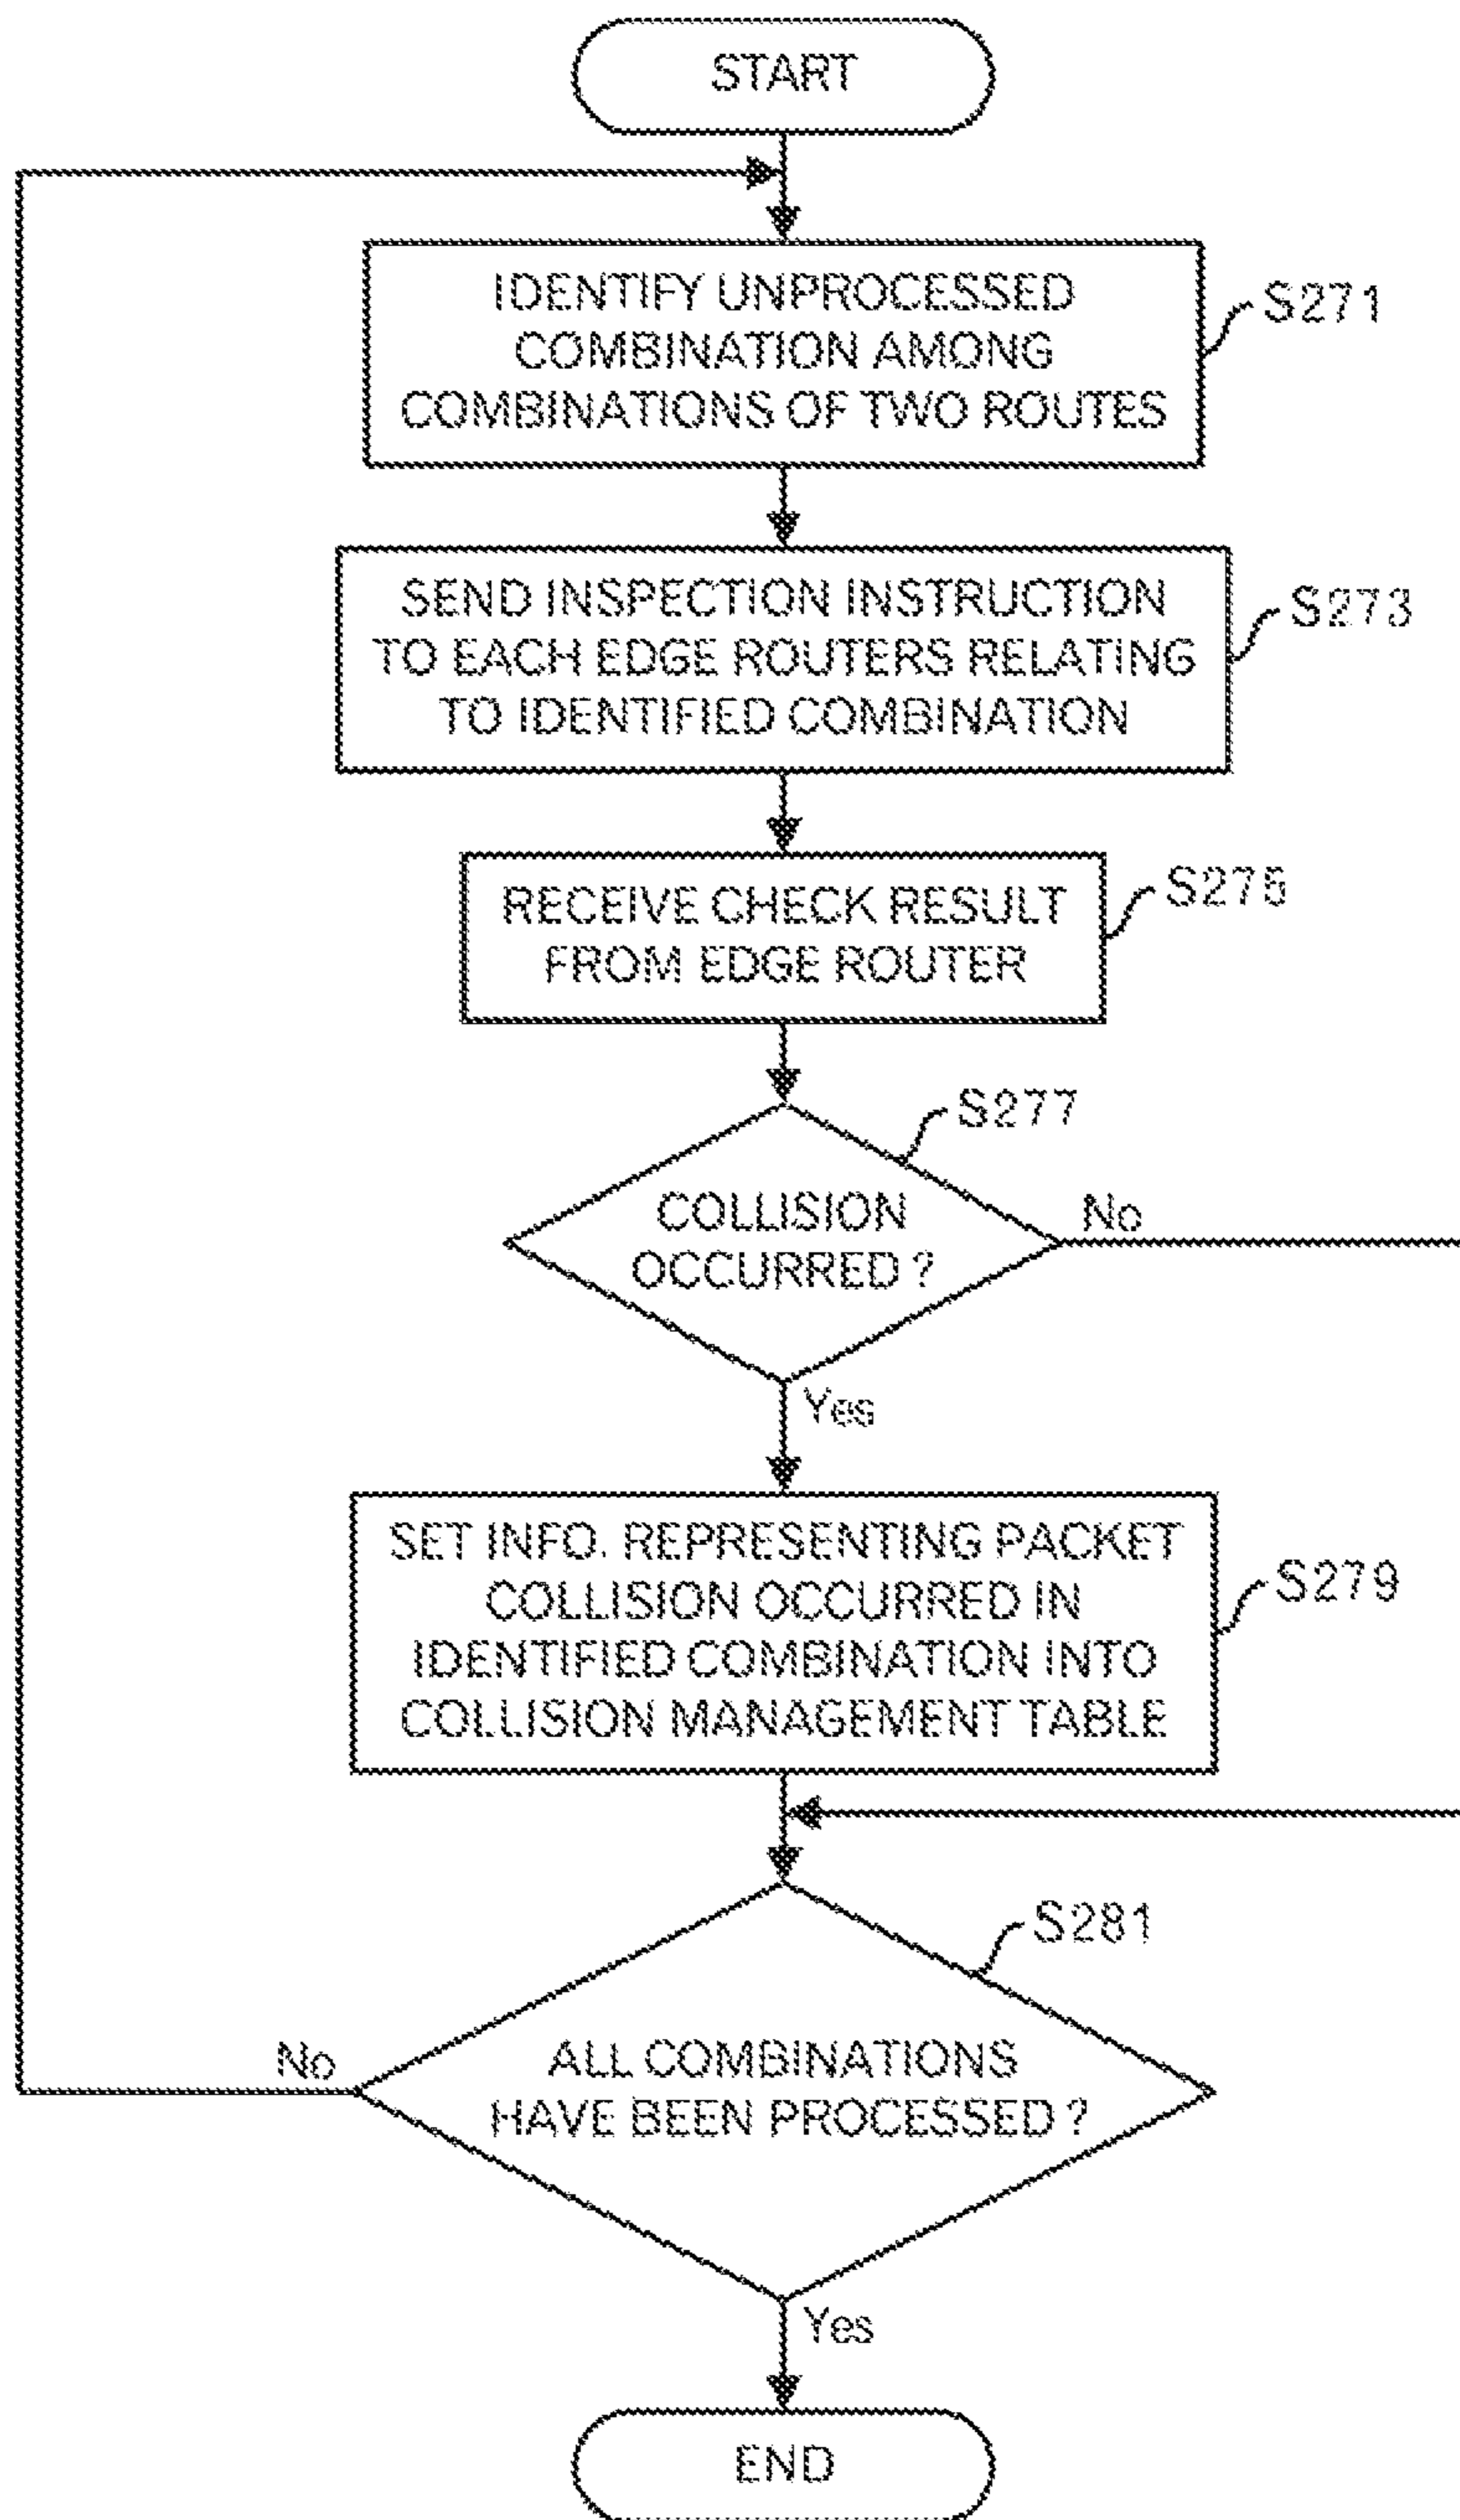 START
IDENTIFY UNPROCESSED
COMBINATION AMONG
COMBINATIONS OF TWO ROUTES
S271
SEND INSPECTION INSTRUCTION
TO EACH EDGE ROUTERS RELATING
TO IDENTIFIED COMBINATION
S273
RECEIVE CHECK RESULT
FROM EDGE ROUTER
S275
S277
COLLISION
OCCURRED ?
No
Yes
SET INFO. REPRESENTING PACKET
COLLISION OCCURRED IN
IDENTIFIED COMBINATION INTO
COLLISION MANAGEMENT TABLE
S279
S281
ALL COMBINATIONS
HAVE BEEN PROCESSED ?
No
Yes
END